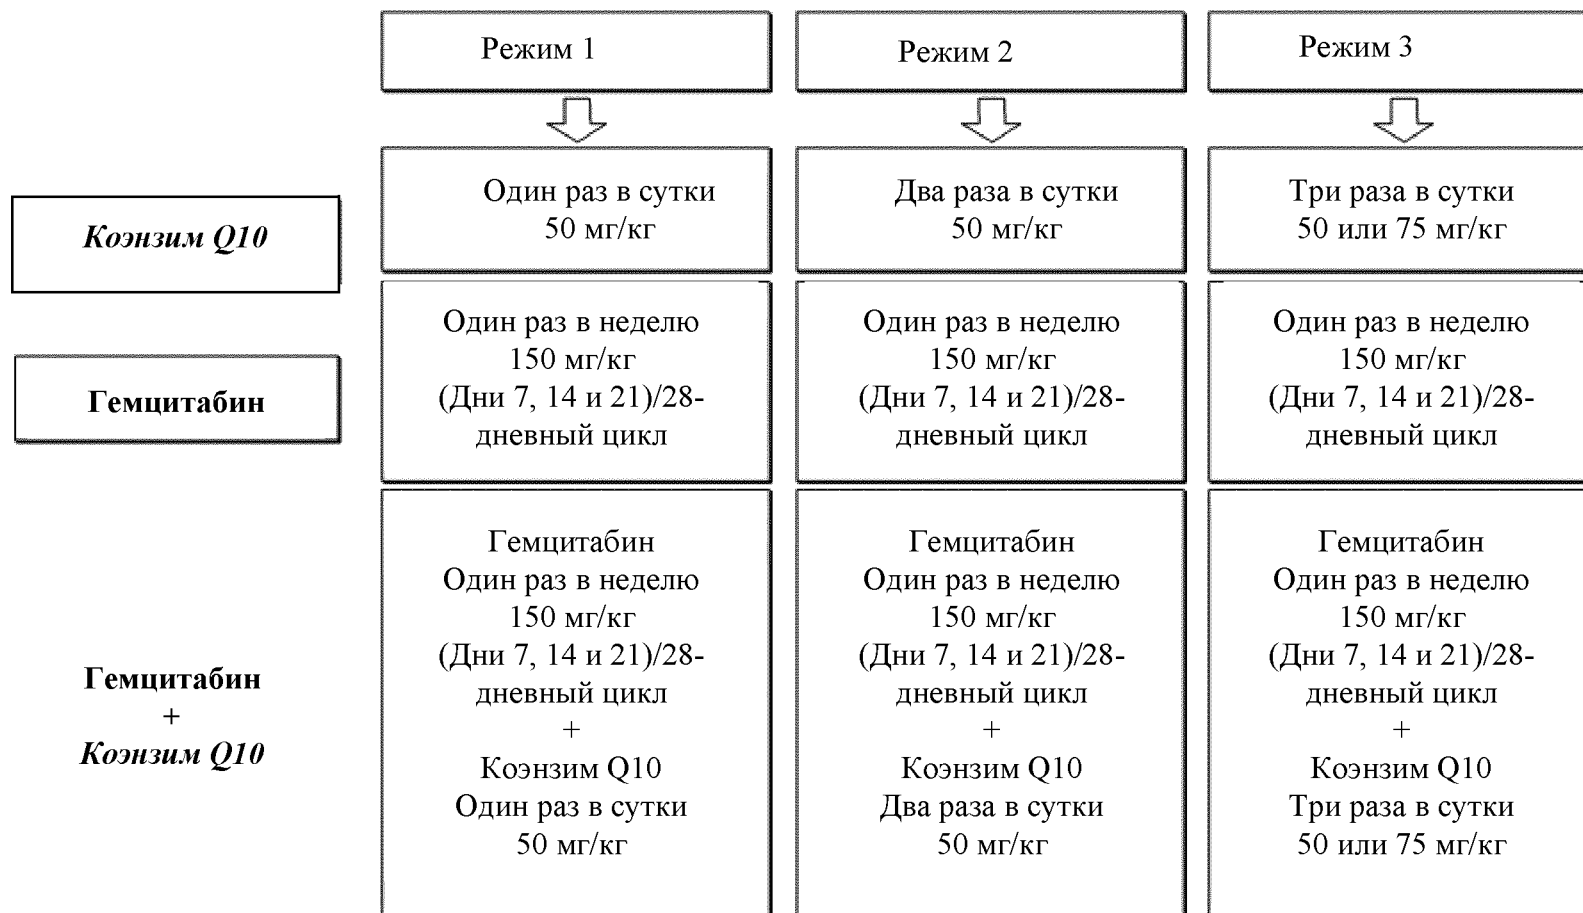 Режим 1
Режим 2
Режим 3
Коэнзим Q10
Один раз в сутки
50 мг/кг
Два раза в сутки
50 мг/кг
Три раза в сутки
50 или 75 мг/кг
Гемцитабин
Один раз в неделю
150 мг/кг
(Дни 7, 14 и 21)/28-
дневный цикл
Один раз в неделю
150 мг/кг
(Дни 7, 14 и 21)/28-
дневный цикл
Один раз в неделю
150 мг/кг
(Дни 7, 14 и 21)/28-
дневный цикл
Гемцитабин
+
Коэнзим Q10
Гемцитабин
Один раз в неделю
150 мг/кг
(Дни 7, 14 и 21)/28-
дневный цикл
+
Коэнзим Q10
Один раз в сутки
50 мг/кг
Гемцитабин
Один раз в неделю
150 мг/кг
(Дни 7, 14 и 21)/28-
дневный цикл
+
Коэнзим Q10
Два раза в сутки
50 мг/кг
Гемцитабин
Один раз в неделю
150 мг/кг
(Дни 7, 14 и 21)/28-
дневный цикл
+
Коэнзим Q10
Три раза в сутки
50 или 75 мг/кг